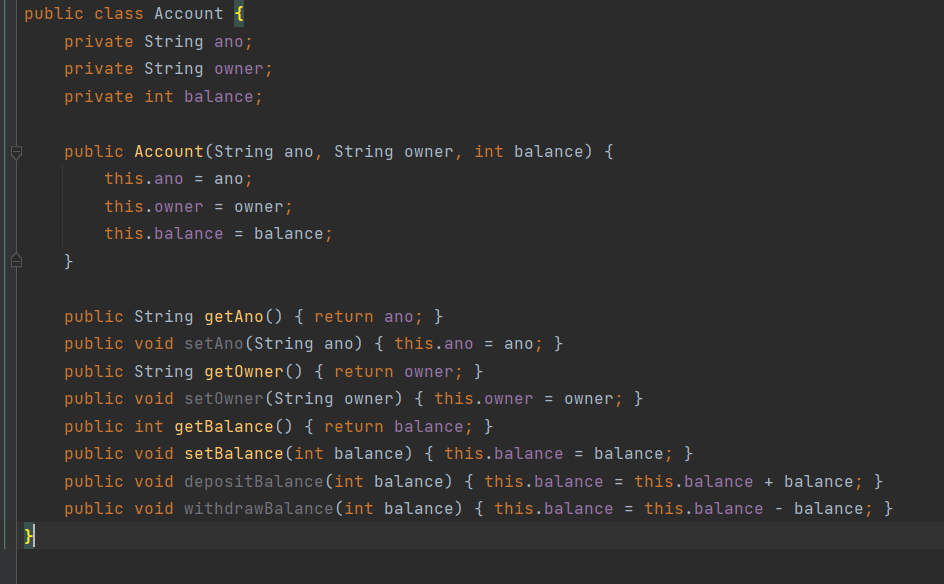 public class Account {
    private String ano;
    private String owner;
    private int balance;

    public Account(String ano, String owner, int balance) {
        this.ano = ano;
        this.owner = owner;
        this.balance = balance;
    }

    public String getAno() { return ano; }
    public void setAno(String ano) { this.ano = ano; }
    public String getOwner() { return owner; }
    public void setOwner(String owner) { this.owner = owner; }
    public int getBalance() { return balance; }
    public void setBalance(int balance) { this.balance = balance; }
    public void depositBalance(int balance) { this.balance = this.balance + balance; }
    public void withdrawBalance(int balance) { this.balance = this.balance - balance; }
}